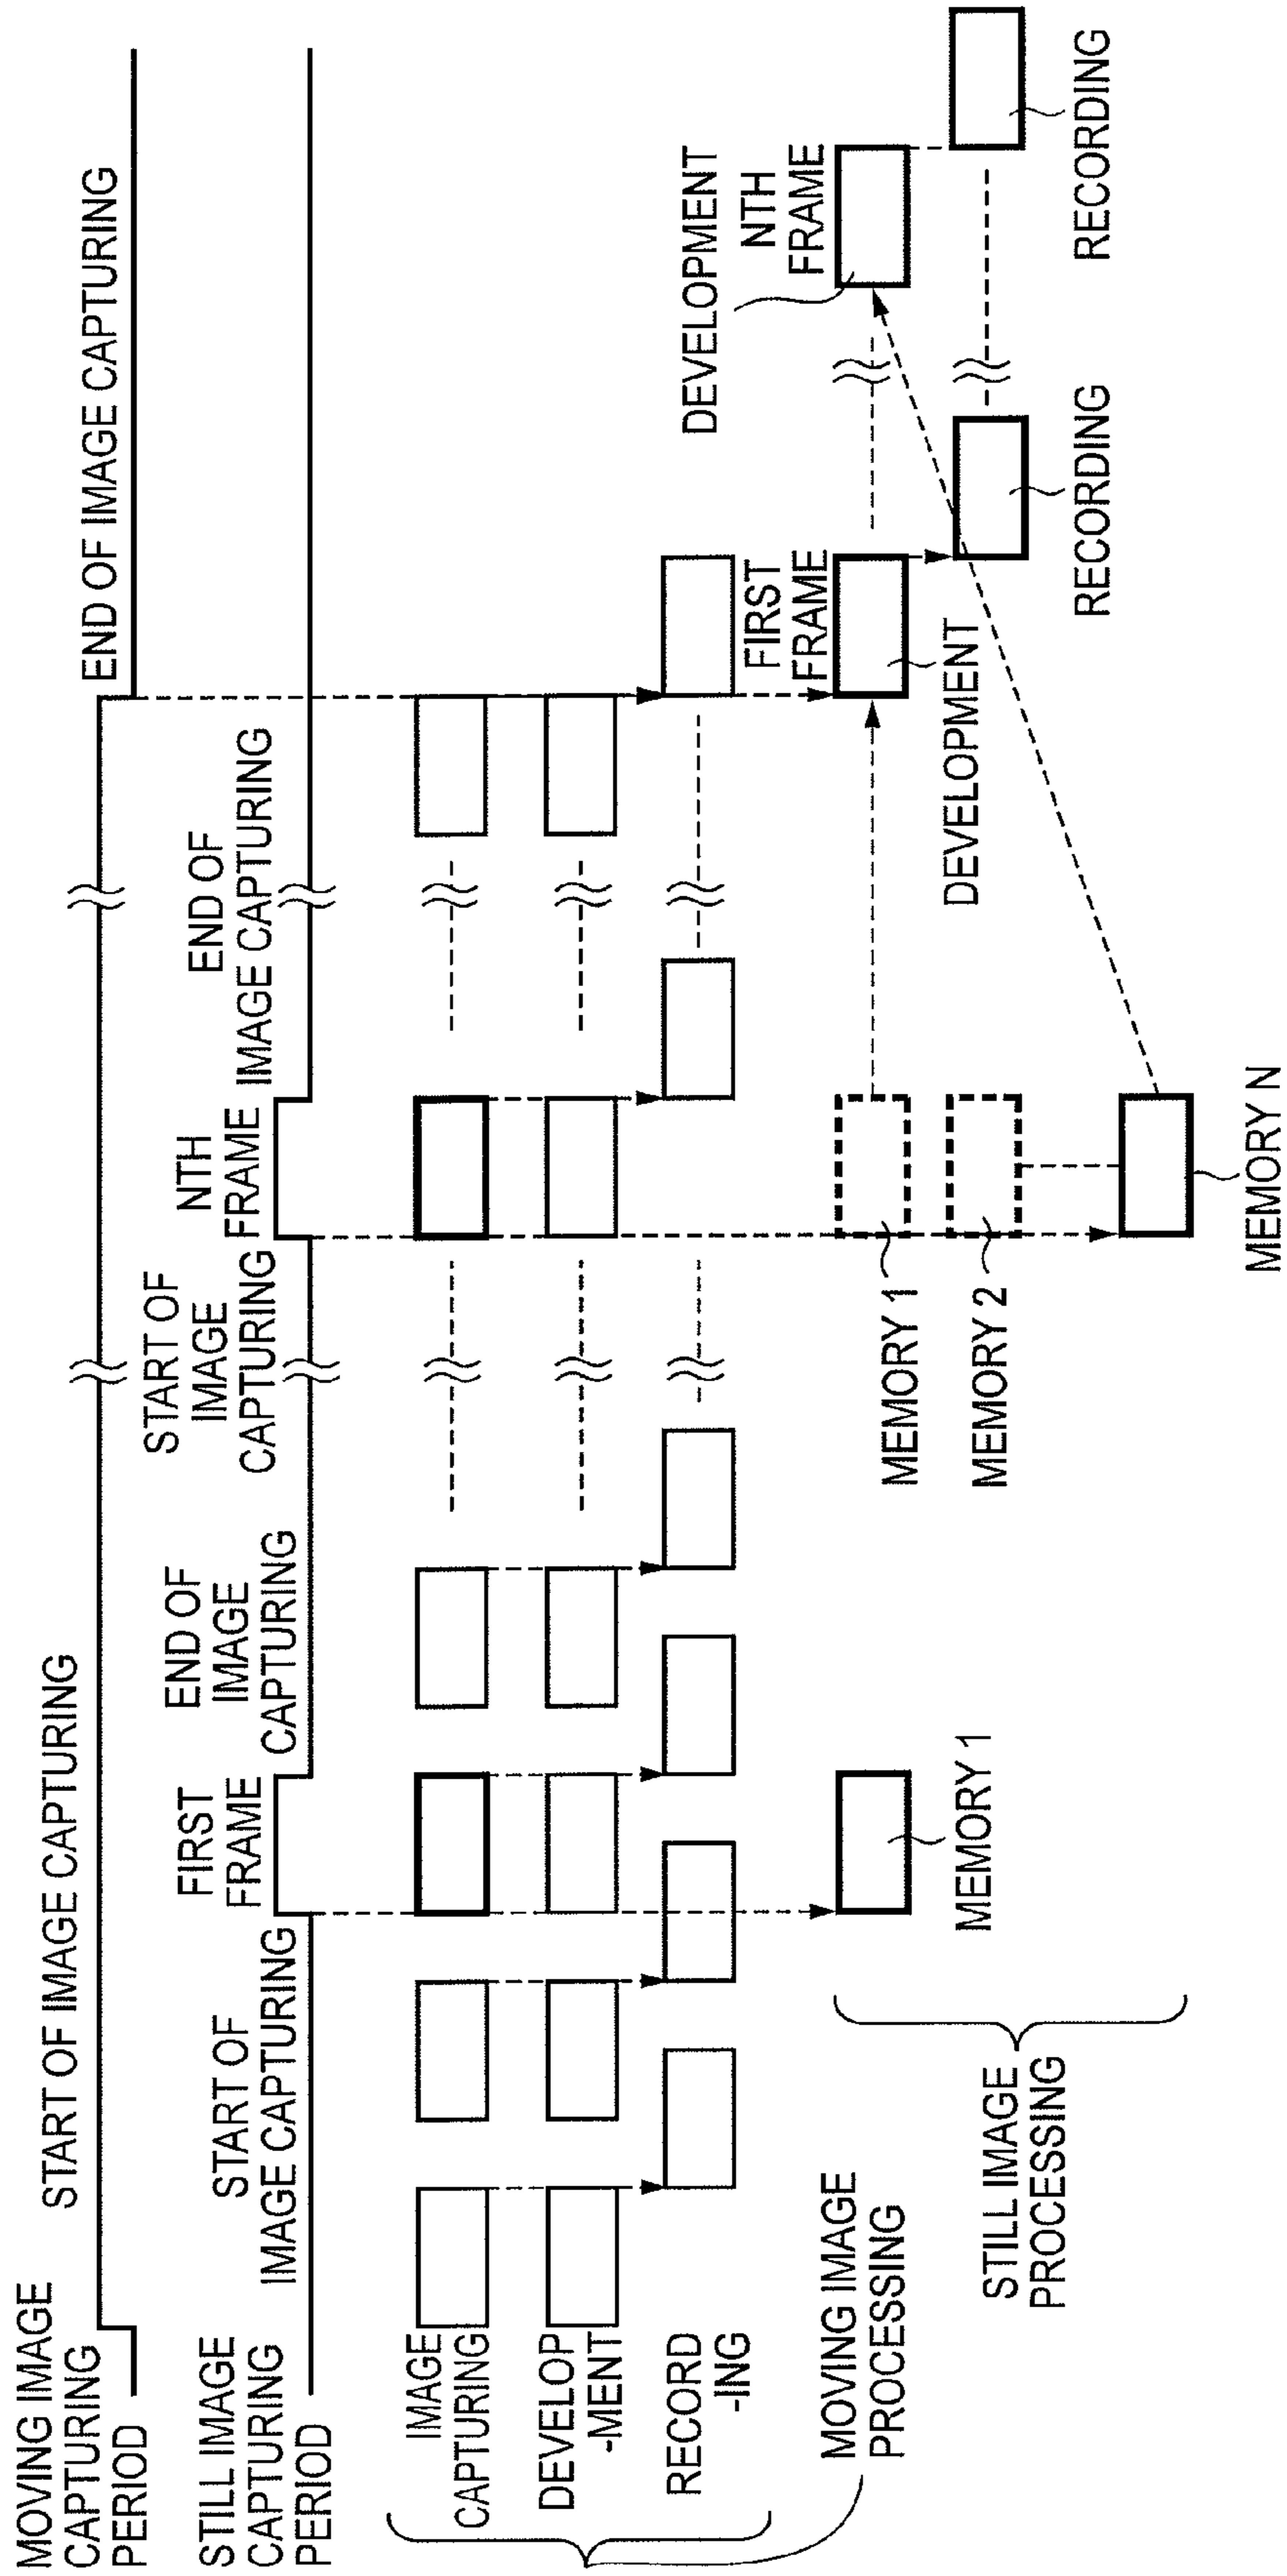 MOVING IMAGE
CAPTURING
PERIOD
START OF IMAGE CAPTURING
END OF IMAGE CAPTURING
STILL IMAGE
CAPTURING
PERIOD
START OF
IMAGE CAPTURING
FIRST
FRAME
END OF
IMAGE
CAPTURING
START OF
IMAGE
CAPTURING
NTH
FRAME
END OF
IMAGE CAPTURING
IMAGE
CAPTURING
DEVELOP
-MENT
RECORD
-ING
MOVING IMAGE
PROCESSING
STILL IMAGE
PROCESSING
MEMORY 1
MEMORY 1
MEMORY 2
MEMORY N
FIRST
FRAME
DEVELOPMENT
RECORDING
DEVELOPMENT
NTH
FRAME
RECORDING